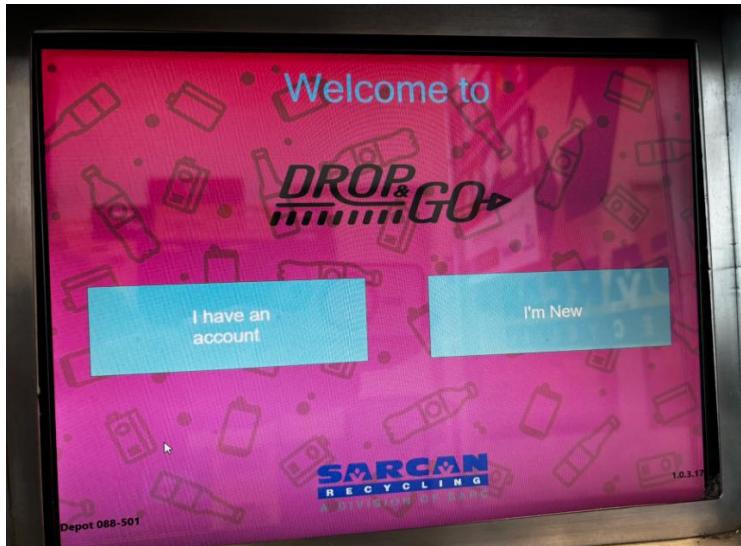 Welcome to
DROP & GO
I have an
account
I'm New
SARCAN
RECYCLING
A DIVISION OF SARC
1.0.3.17
Depot 088-501